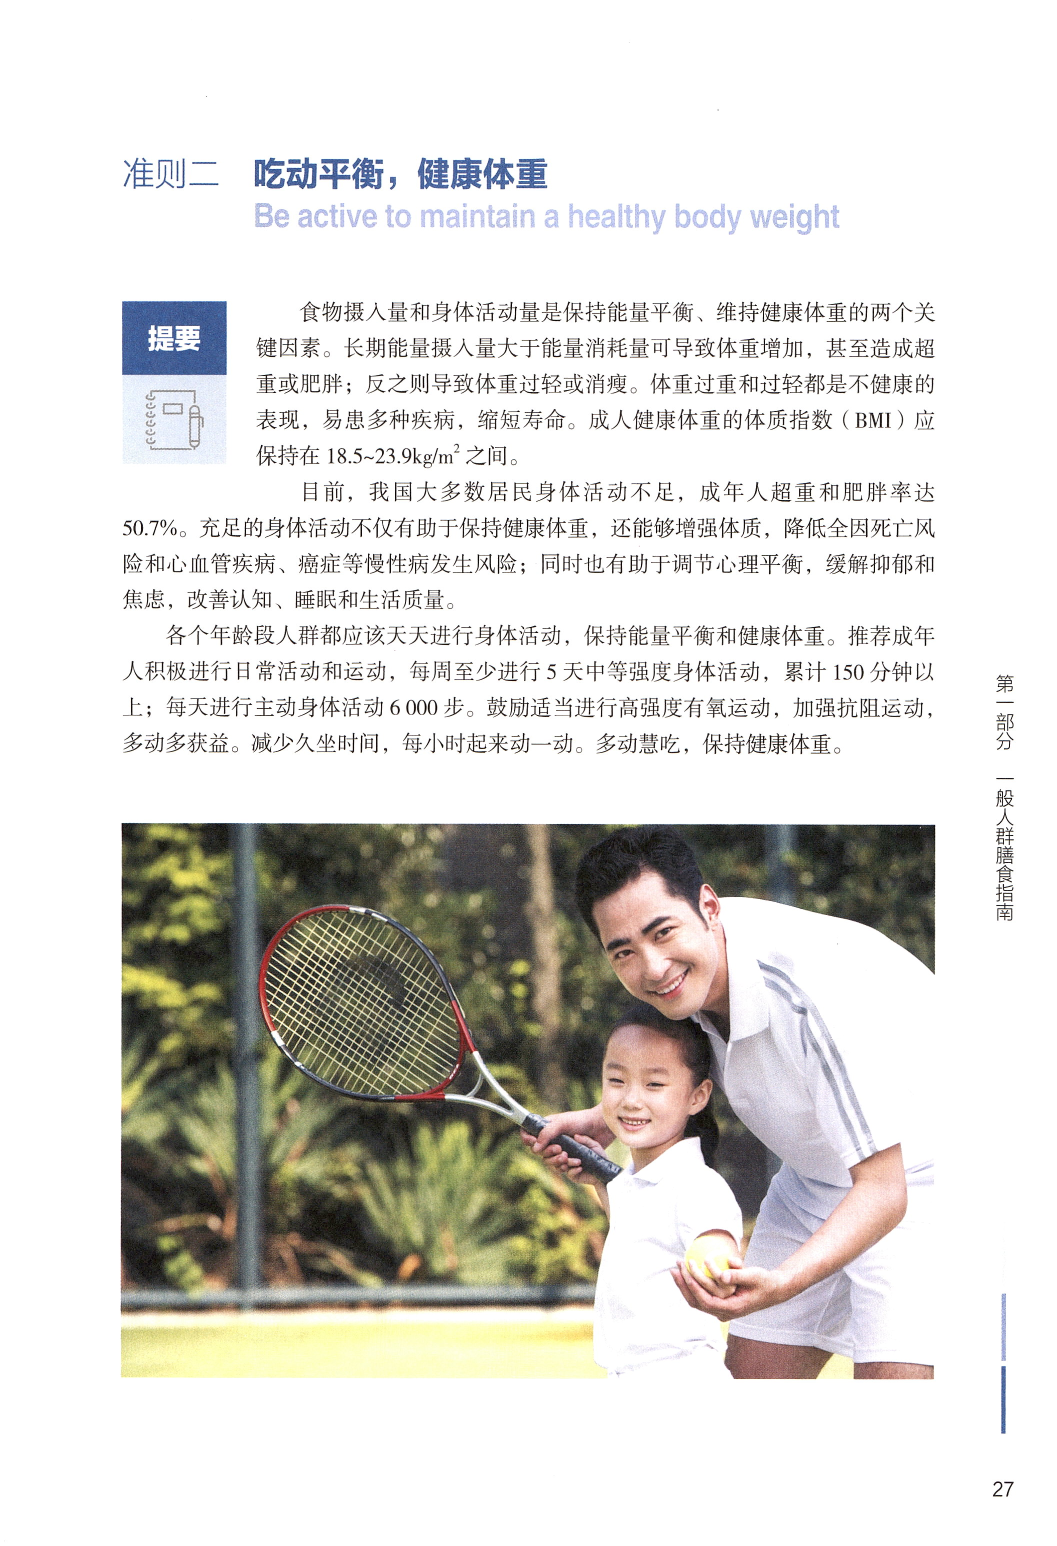 准则二 吃动平衡，健康体重
Be active to maintain a healthy body weight
提要
食物摄入量和身体活动量是保持能量平衡、维持健康体重的两个关
键因素。长期能量摄入量大于能量消耗量可导致体重增加，甚至造成超
重或肥胖；反之则导致体重过轻或消瘦。体重过重和过轻都是不健康的
表现，易患多种疾病，缩短寿命。成人健康体重的体质指数（BMI）应
保持在 18.5~23.9kg/m² 之间。
目前，我国大多数居民身体活动不足，成年人超重和肥胖率达
50.7%。充足的身体活动不仅有助于保持健康体重，还能够增强体质，降低全因死亡风
险和心血管疾病、癌症等慢性病发生风险；同时也有助于调节心理平衡，缓解抑郁和
焦虑，改善认知、睡眠和生活质量。
各个年龄段人群都应该天天进行身体活动，保持能量平衡和健康体重。推荐成年
人积极进行日常活动和运动，每周至少进行 5 天中等强度身体活动，累计 150 分钟以
上；每天进行主动身体活动 6 000 步。鼓励适当进行高强度有氧运动，加强抗阻运动，
多动多获益。减少久坐时间，每小时起来动一动。多动慧吃，保持健康体重。
第一部分 一般人群膳食指南
27